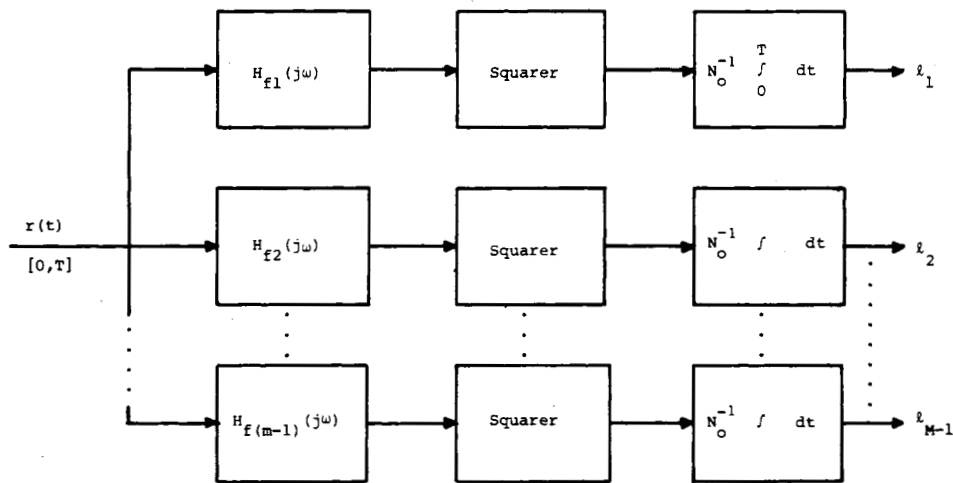 H_f1(jω) Squarer N_o^-1 ∫_0^T dt ℓ_1
r(t)
[0,T]
H_f2(jω) Squarer N_o^-1 ∫ dt ℓ_2
H_f(m-1)(jω) Squarer N_o^-1 ∫ dt ℓ_M-1